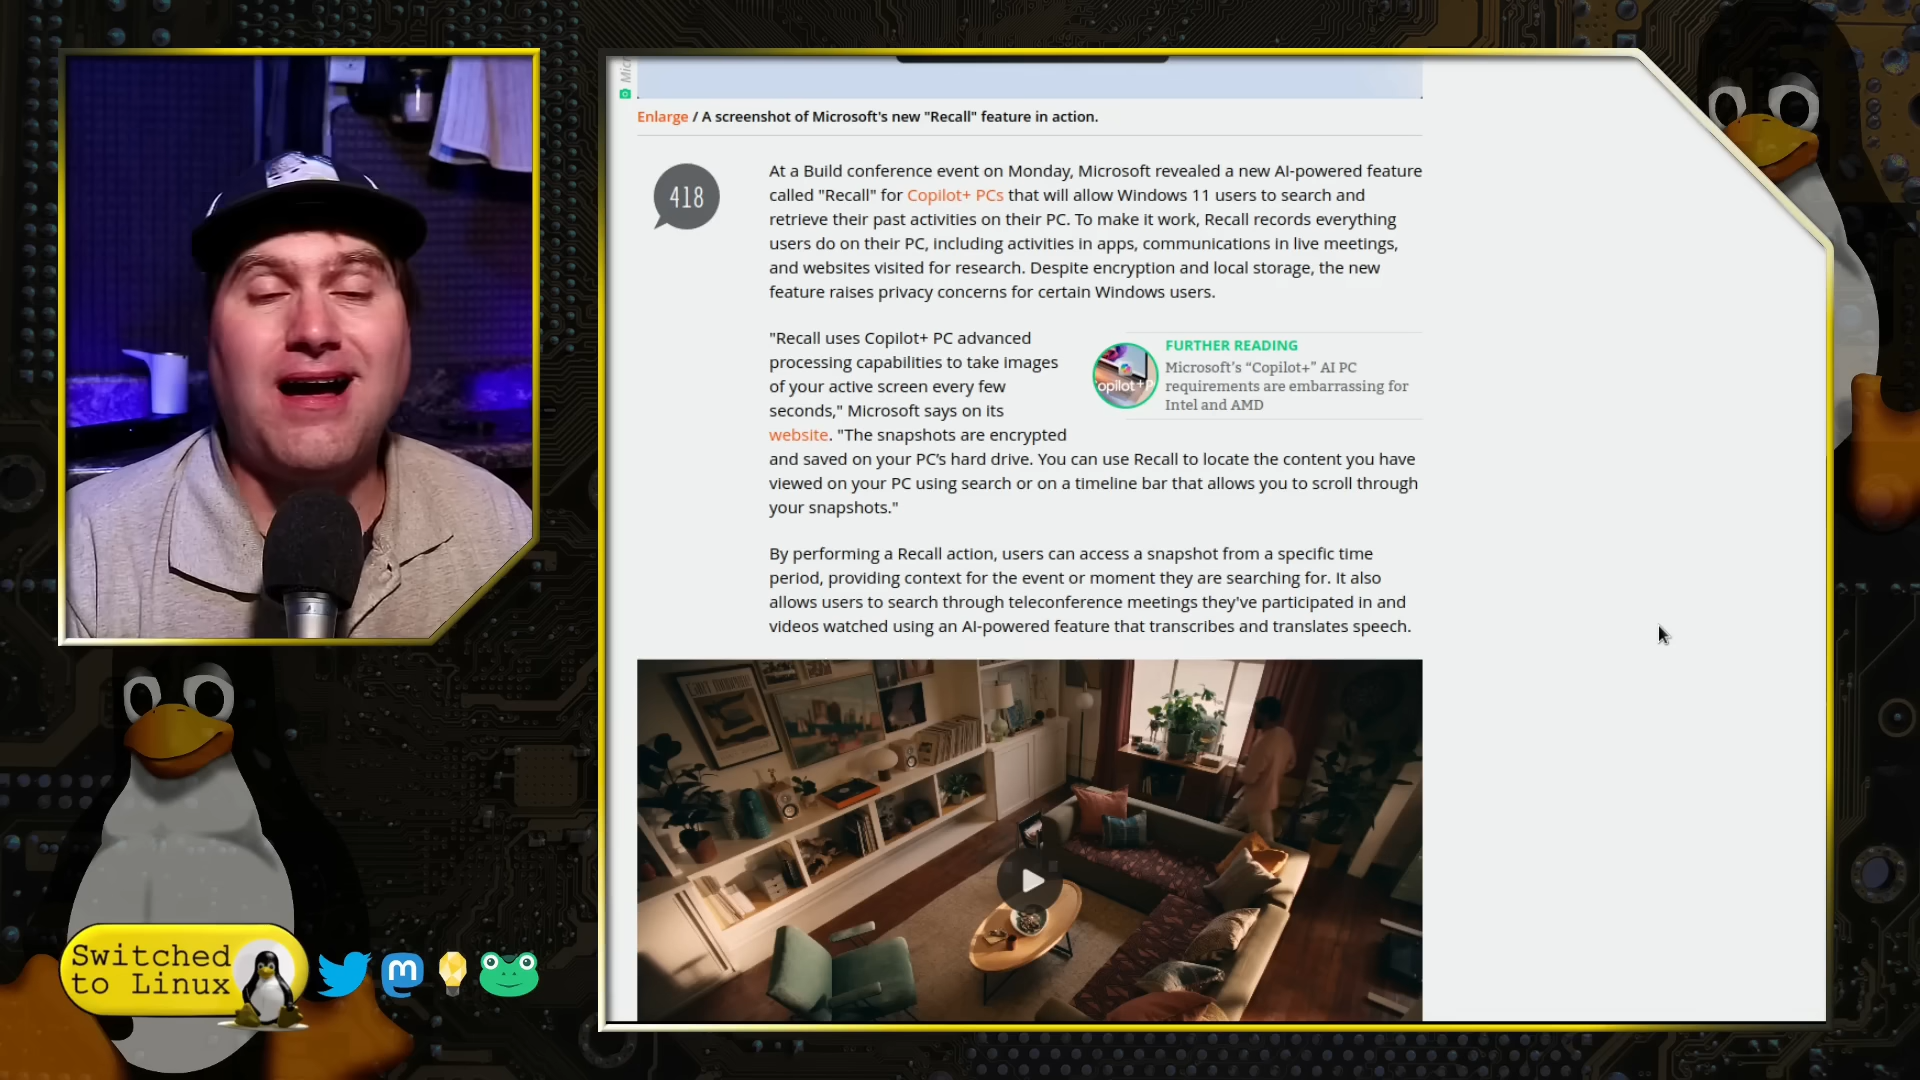 Enlarge / A screenshot of Microsoft's new "Recall" feature in action.
418
At a Build conference event on Monday, Microsoft revealed a new AI-powered feature
called "Recall" for Copilot+ PCs that will allow Windows 11 users to search and
retrieve their past activities on their PC. To make it work, Recall records everything
users do on their PC, including activities in apps, communications in live meetings,
and websites visited for research. Despite encryption and local storage, the new
feature raises privacy concerns for certain Windows users.
"Recall uses Copilot+ PC advanced
processing capabilities to take images
of your active screen every few
seconds," Microsoft says on its
website. "The snapshots are encrypted
and saved on your PC's hard drive. You can use Recall to locate the content you have
viewed on your PC using search or on a timeline bar that allows you to scroll through
your snapshots."
FURTHER READING
Microsoft's “Copilot+” AI PC
requirements are embarrassing for
Intel and AMD
By performing a Recall action, users can access a snapshot from a specific time
period, providing context for the event or moment they are searching for. It also
allows users to search through teleconference meetings they've participated in and
videos watched using an AI-powered feature that transcribes and translates speech.
Switched
to Linux
m